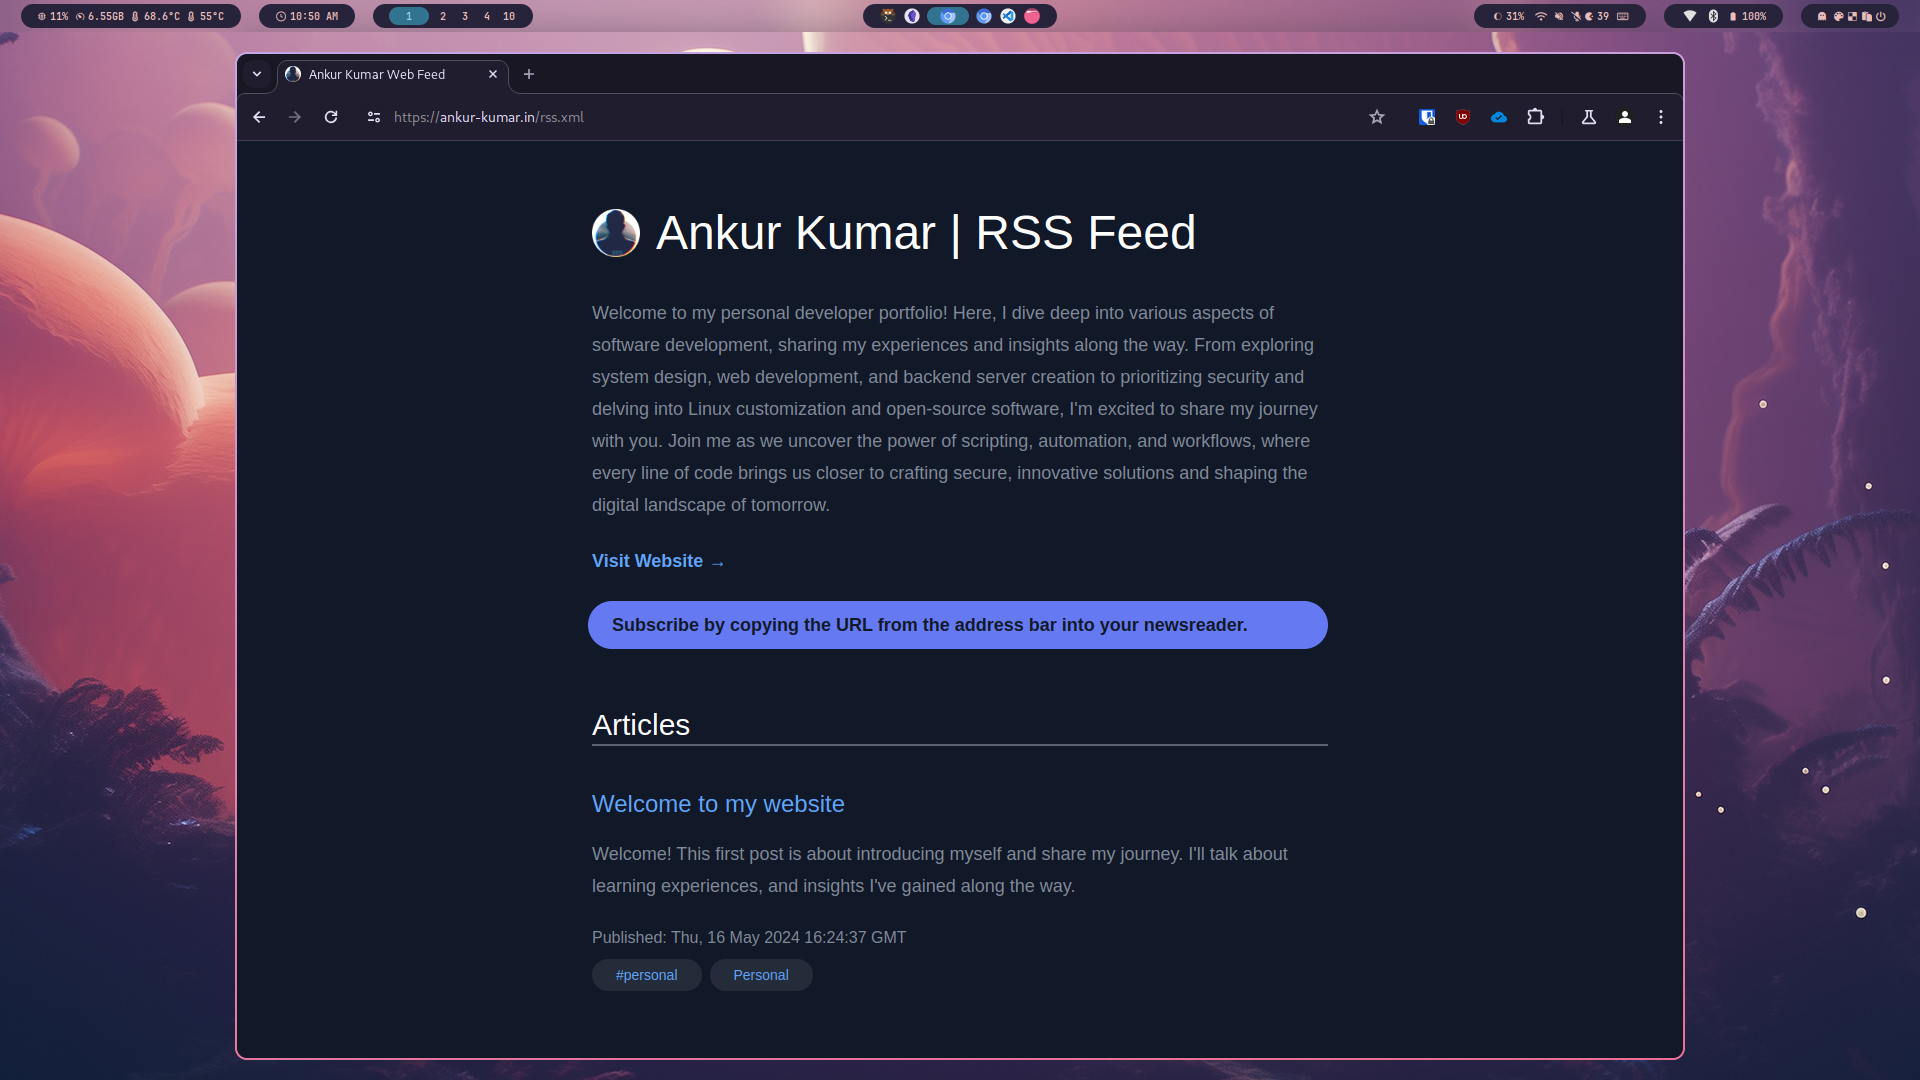 11% 6.55GB 68.6°C 55°C
10:50 AM
1 2 3 4 10
31% 39
100%
Ankur Kumar Web Feed
https://ankur-kumar.in/rss.xml
Ankur Kumar | RSS Feed
Welcome to my personal developer portfolio! Here, I dive deep into various aspects of
software development, sharing my experiences and insights along the way. From exploring
system design, web development, and backend server creation to prioritizing security and
delving into Linux customization and open-source software, I'm excited to share my journey
with you. Join me as we uncover the power of scripting, automation, and workflows, where
every line of code brings us closer to crafting secure, innovative solutions and shaping the
digital landscape of tomorrow.
Visit Website →
Subscribe by copying the URL from the address bar into your newsreader.
Articles
Welcome to my website
Welcome! This first post is about introducing myself and share my journey. I'll talk about
learning experiences, and insights I've gained along the way.
Published: Thu, 16 May 2024 16:24:37 GMT
#personal Personal